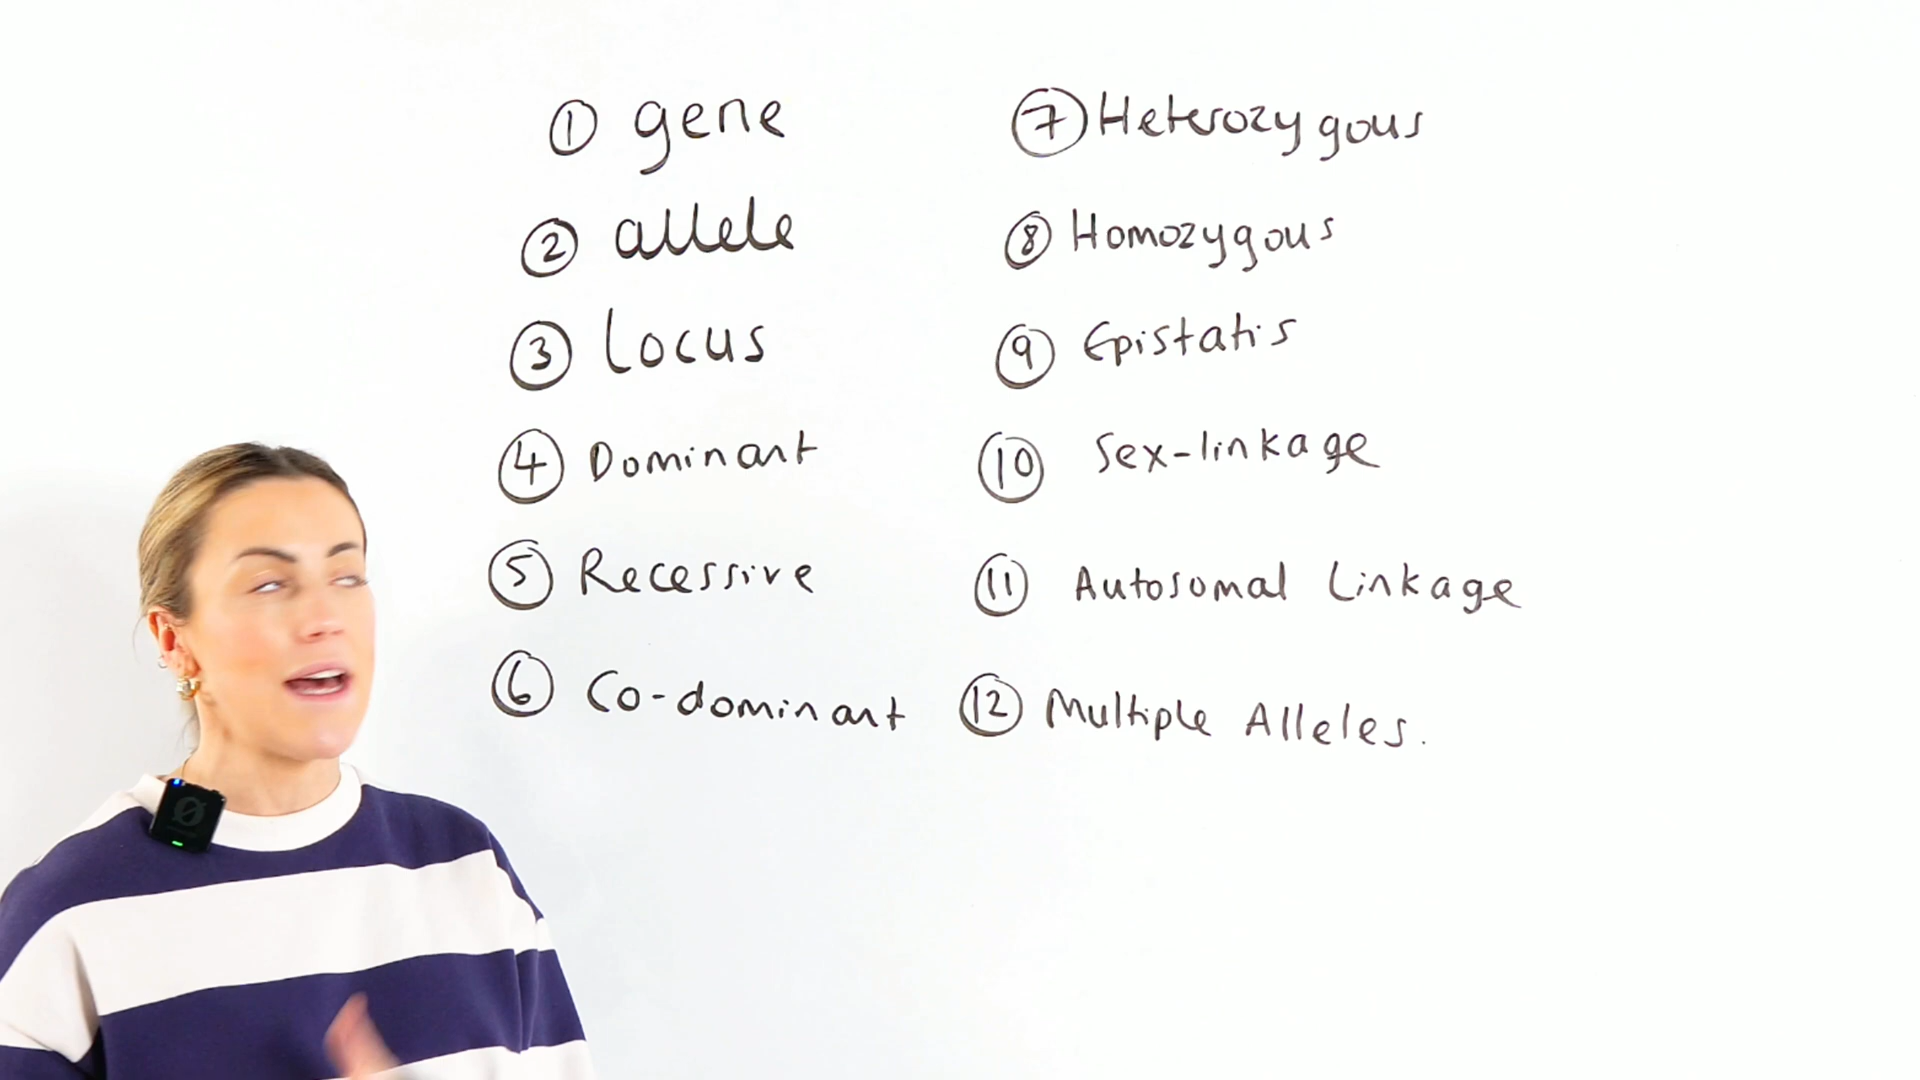 ① gene
② allele
③ Locus
④ Dominant
⑤ Recessive
⑥ Co-dominant
⑦ Heterozygous
⑧ Homozygous
⑨ Epistatis
⑩ Sex-linkage
⑪ Autosomal Linkage
⑫ Multiple Alleles.